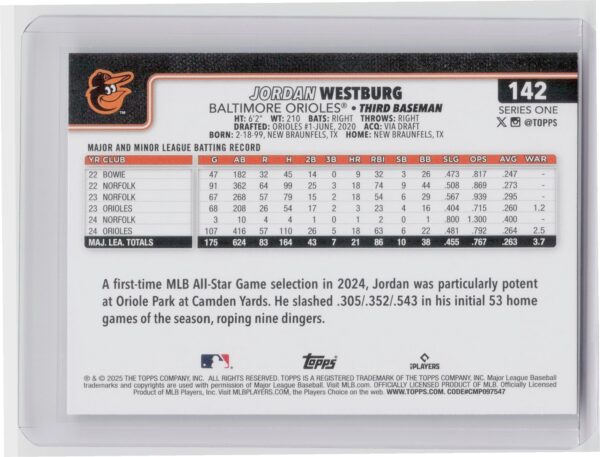 JORDAN WESTBURG
142
BALTIMORE ORIOLES® • THIRD BASEMAN
SERIES ONE
HT: 6'2" WT: 210 BATS: RIGHT THROWS: RIGHT
@TOPPS
DRAFTED: ORIOLES #1-JUNE, 2020 ACQ: VIA DRAFT
BORN: 2-18-99, NEW BRAUNFELS, TX HOME: NEW BRAUNFELS, TX
MAJOR AND MINOR LEAGUE BATTING RECORD
YR CLUB G AB R H 2B 3B HR RBI SB BB SLG OPS AVG WAR
22 BOWIE 47 182 32 45 14 0 9 32 3 26 .473 .817 .247 -
22 NORFOLK 91 362 64 99 25 3 18 74 9 44 .508 .869 .273 -
23 NORFOLK 67 268 57 79 15 2 18 54 6 29 .567 .939 .295 -
23 ORIOLES 68 208 26 54 17 2 3 23 4 16 .404 .715 .260 1.2
24 NORFOLK 3 10 4 4 1 0 1 2 0 1 .800 1.300 .400 -
24 ORIOLES 107 416 57 110 26 5 18 63 6 22 .481 .792 .264 2.5
MAJ. LEA. TOTALS 175 624 83 164 43 7 21 86 10 38 .455 .767 .263 3.7
A first-time MLB All-Star Game selection in 2024, Jordan was particularly potent
at Oriole Park at Camden Yards. He slashed .305/.352/.543 in his initial 53 home
games of the season, roping nine dingers.
Topps
PLAYERS
® & © 2025 THE TOPPS COMPANY, INC. ALL RIGHTS RESERVED. TOPPS IS A REGISTERED TRADEMARK OF THE TOPPS COMPANY, INC. Major League Baseball
trademarks and copyrights are used with permission of Major League Baseball. Visit MLB.com. OFFICIALLY LICENSED PRODUCT OF MLB. Officially Licensed
Product of MLB Players, Inc. Visit MLBPLAYERS.com, the Players Choice on the web. WWW.TOPPS.COM. CODE#CMP097547